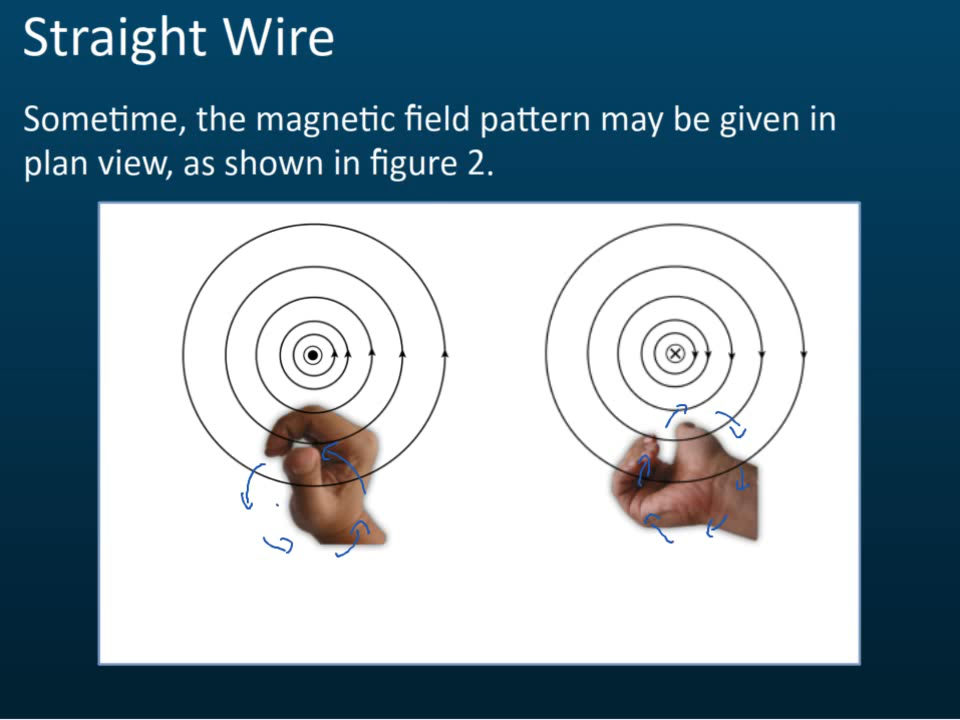 Straight Wire
Sometime, the magnetic field pattern may be given in
plan view, as shown in figure 2.